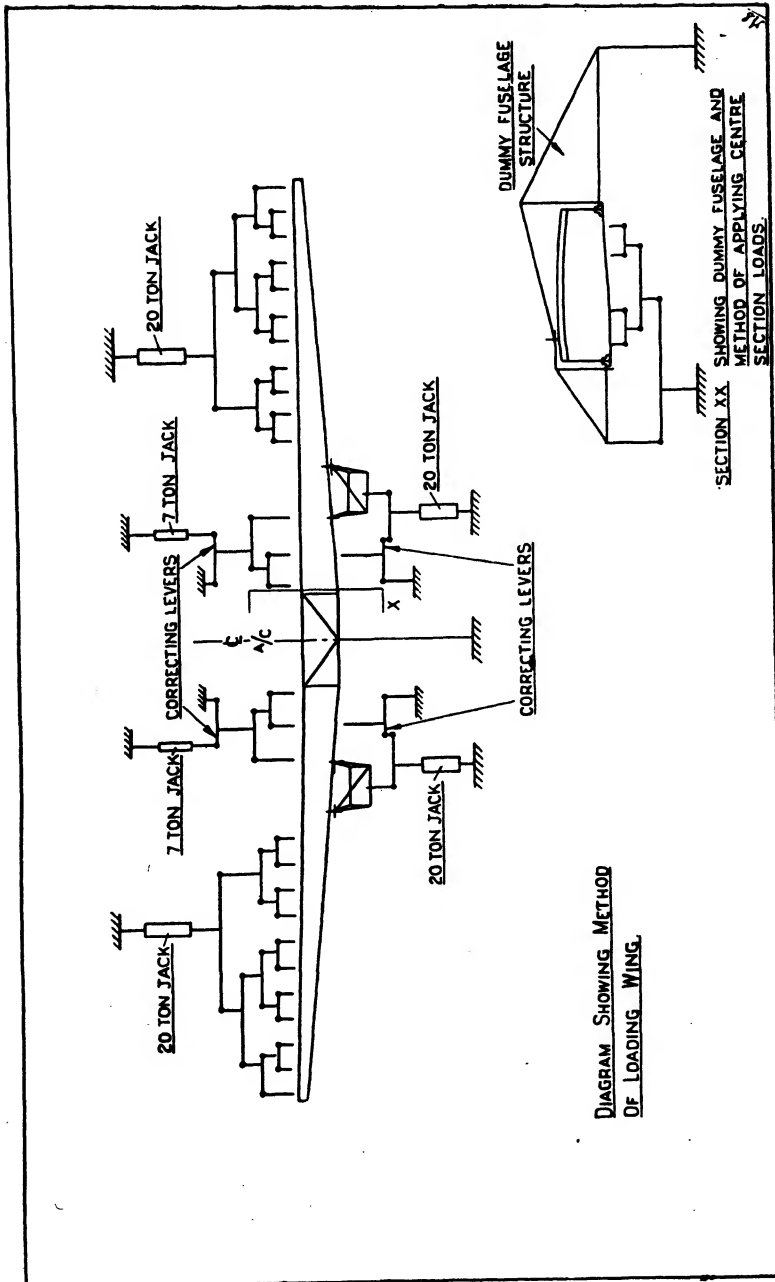 20 TON JACK
7 TON JACK
CORRECTING LEVERS
7 TON JACK
20 TON JACK
℄
A/C
X
20 TON JACK
CORRECTING LEVERS
20 TON JACK
DIAGRAM SHOWING METHOD
OF LOADING WING.
DUMMY FUSELAGE
STRUCTURE
SECTION XX SHOWING DUMMY FUSELAGE AND
METHOD OF APPLYING CENTRE
SECTION LOADS.